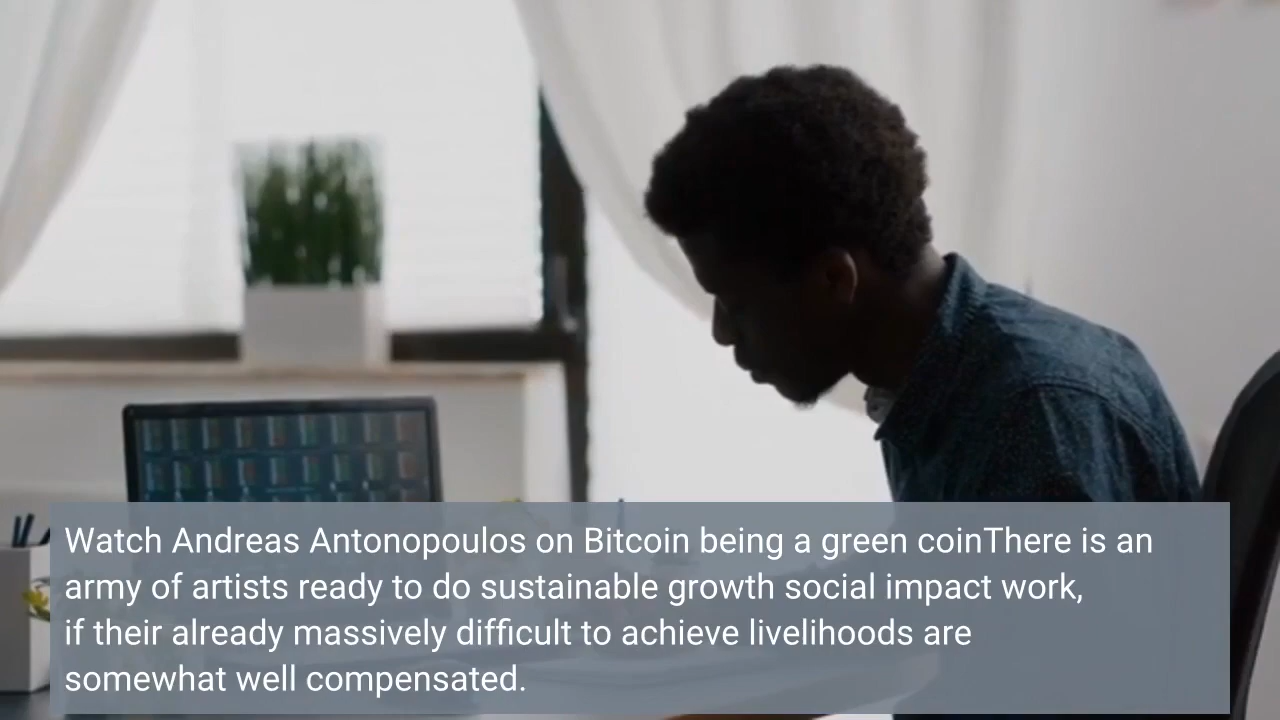 Watch Andreas Antonopoulos on Bitcoin being a green coinThere is an
army of artists ready to do sustainable growth social impact work,
if their already massively difficult to achieve livelihoods are
somewhat well compensated.